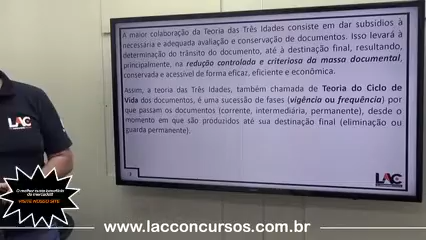 A maior colaboração da Teoria das Três Idades consiste em dar subsídios à
necessária e adequada avaliação e conservação de documentos. Isso levará à
determinação do trânsito do documento, até à destinação final, resultando,
principalmente, na redução controlada e criteriosa da massa documental,
conservada e acessível de forma eficaz, eficiente e econômica.
Assim, a teoria das Três Idades, também chamada de Teoria do Ciclo de
Vida dos documentos, é uma sucessão de fases (vigência ou frequência) por
que passam os documentos (corrente, intermediária, permanente), desde o
momento em que são produzidos até sua destinação final (eliminação ou
guarda permanente).
LAC
LAC
O melhor custo benefício
do mercado!!
VISITE NOSSO SITE
www.lacconcursos.com.br